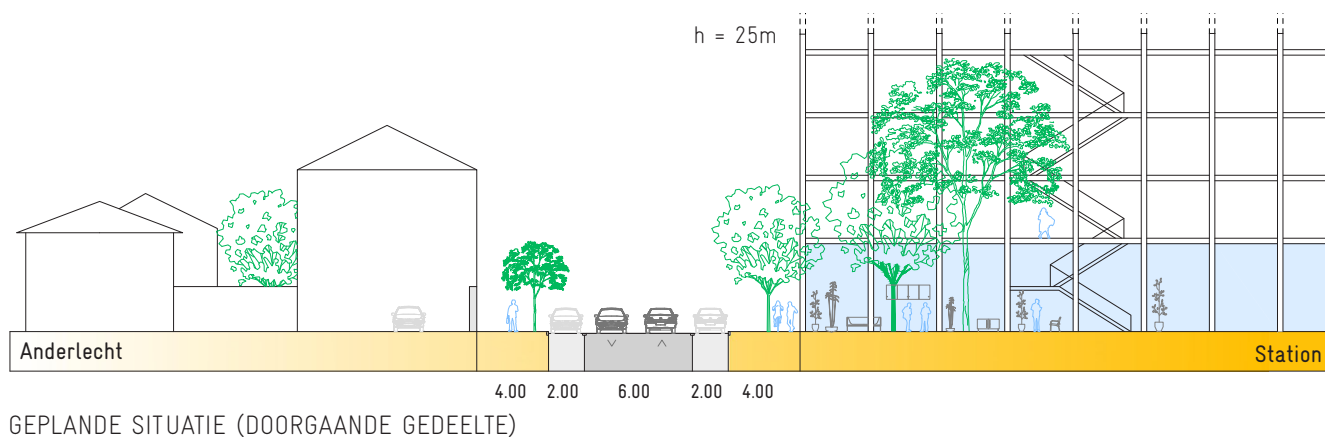 h = 25m
Anderlecht
Station
4.00 2.00 6.00 2.00 4.00
GEPLANDE SITUATIE (DOORGAANDE GEDEELTE)